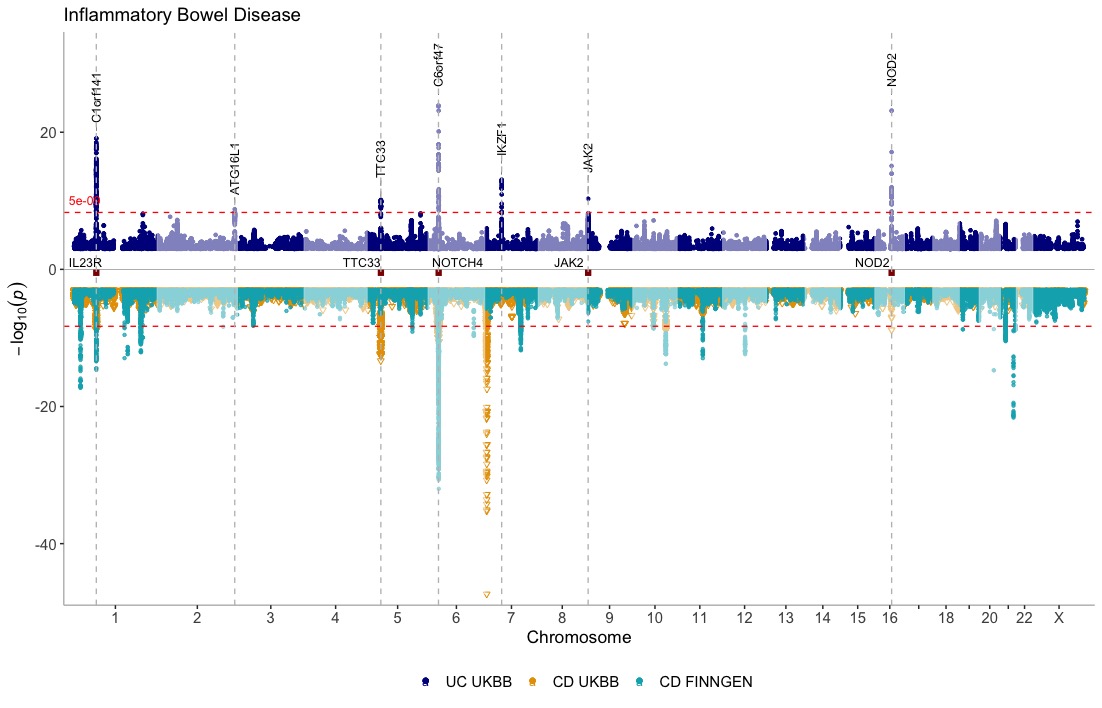 Inflammatory Bowel Disease
C1orf141
ATG16L1
TTC33
C6orf47
IKZF1
JAK2
NOD2
20
5e-09
0
IL23R
TTC33
NOTCH4
JAK2
NOD2
-20
-40
−log10(p)
1 2 3 4 5 6 7 8 9 10 11 12 13 14 15 16 18 20 22 X
Chromosome
UC UKBB CD UKBB CD FINNGEN